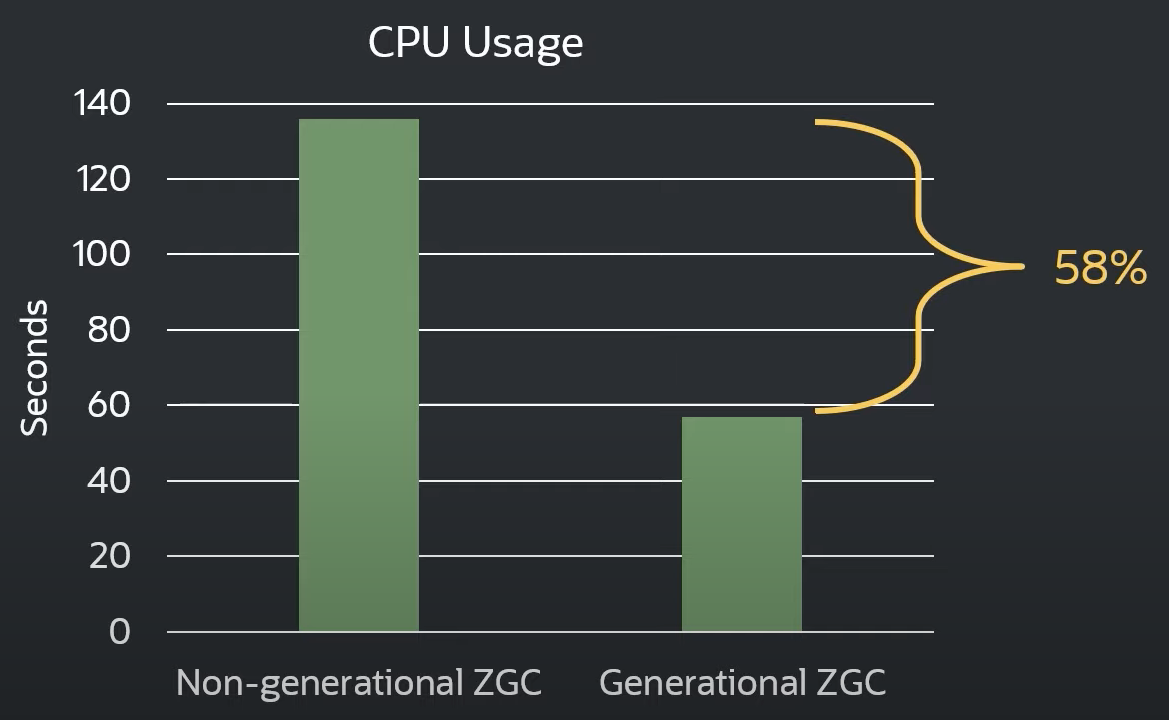 CPU Usage
140
120
100
80
60
40
20
0
Seconds
58%
Non-generational ZGC
Generational ZGC